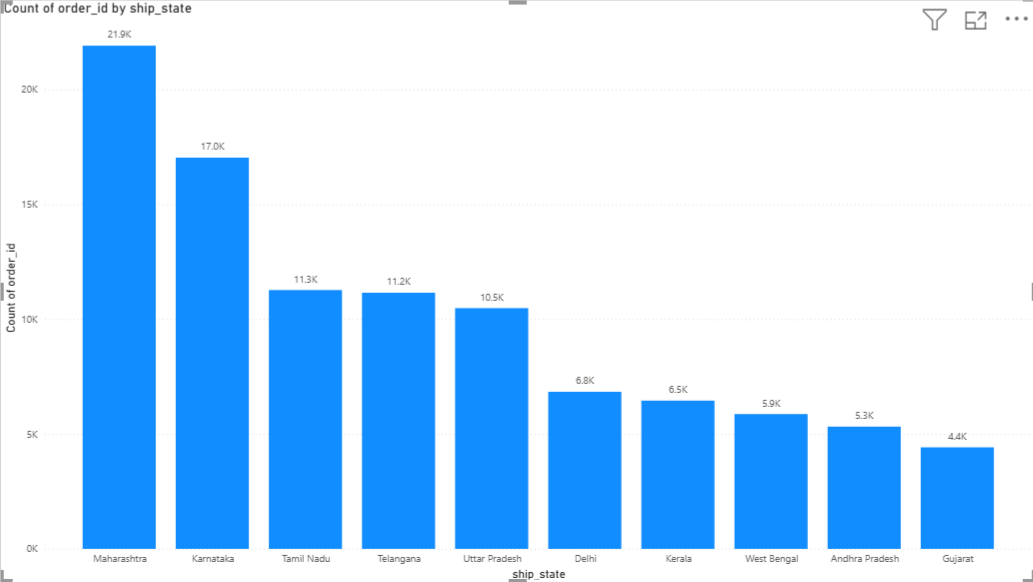 Count of order_id by ship_state
21.9K
20K
17.0K
15K
11.3K
11.2K
10.5K
10K
6.8K
6.5K
5.9K
5.3K
5K
4.4K
0K
Count of order_id
Maharashtra Karnataka Tamil Nadu Telangana Uttar Pradesh Delhi Kerala West Bengal Andhra Pradesh Gujarat
ship_state